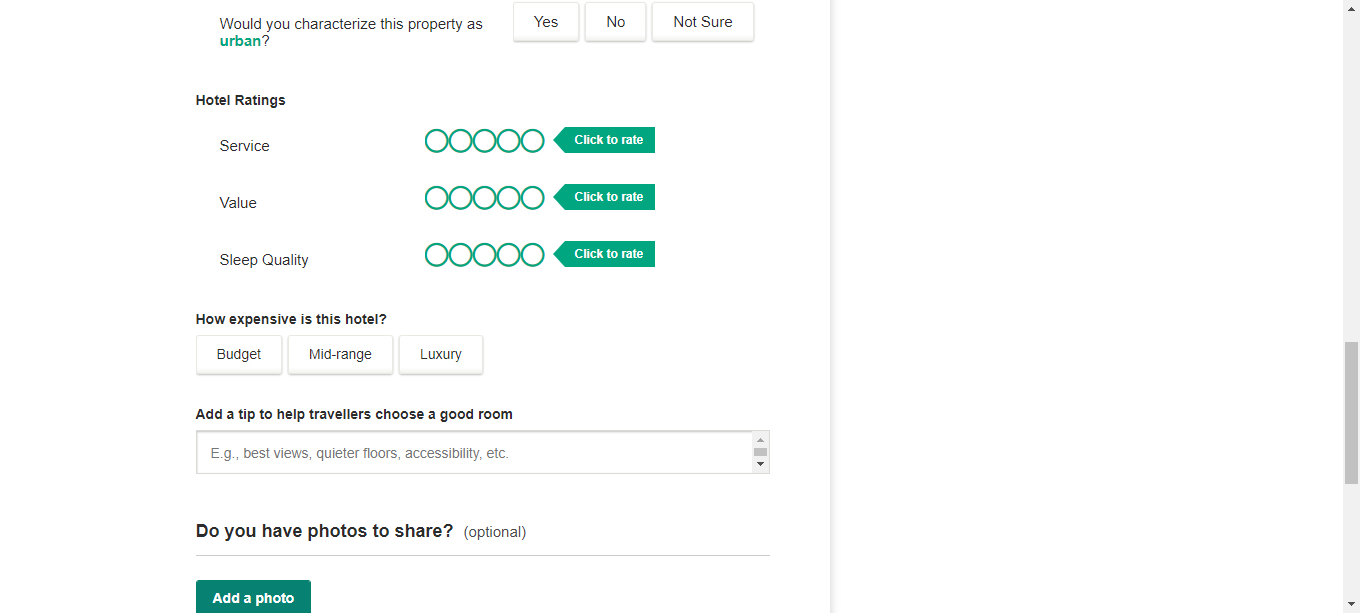 Would you characterize this property as
urban?
Yes
No
Not Sure
Hotel Ratings
Service
Click to rate
Value
Click to rate
Sleep Quality
Click to rate
How expensive is this hotel?
Budget
Mid-range
Luxury
Add a tip to help travellers choose a good room
E.g., best views, quieter floors, accessibility, etc.
Do you have photos to share? (optional)
Add a photo